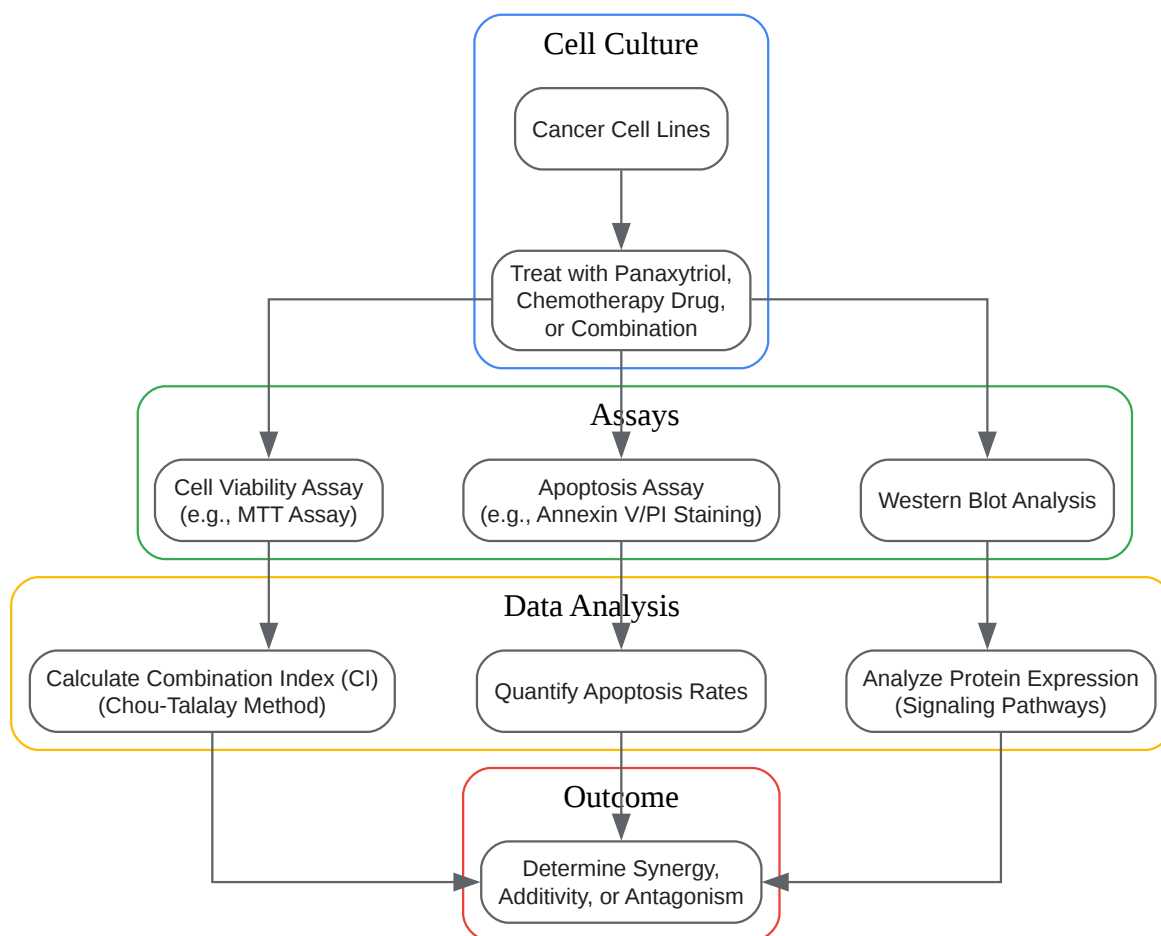 Cell Culture
Cancer Cell Lines
Treat with Panaxytriol,
Chemotherapy Drug,
or Combination
Assays
Cell Viability Assay
(e.g., MTT Assay)
Apoptosis Assay
(e.g., Annexin V/PI Staining)
Western Blot Analysis
Data Analysis
Calculate Combination Index (CI)
(Chou-Talalay Method)
Quantify Apoptosis Rates
Analyze Protein Expression
(Signaling Pathways)
Outcome
Determine Synergy,
Additivity, or Antagonism